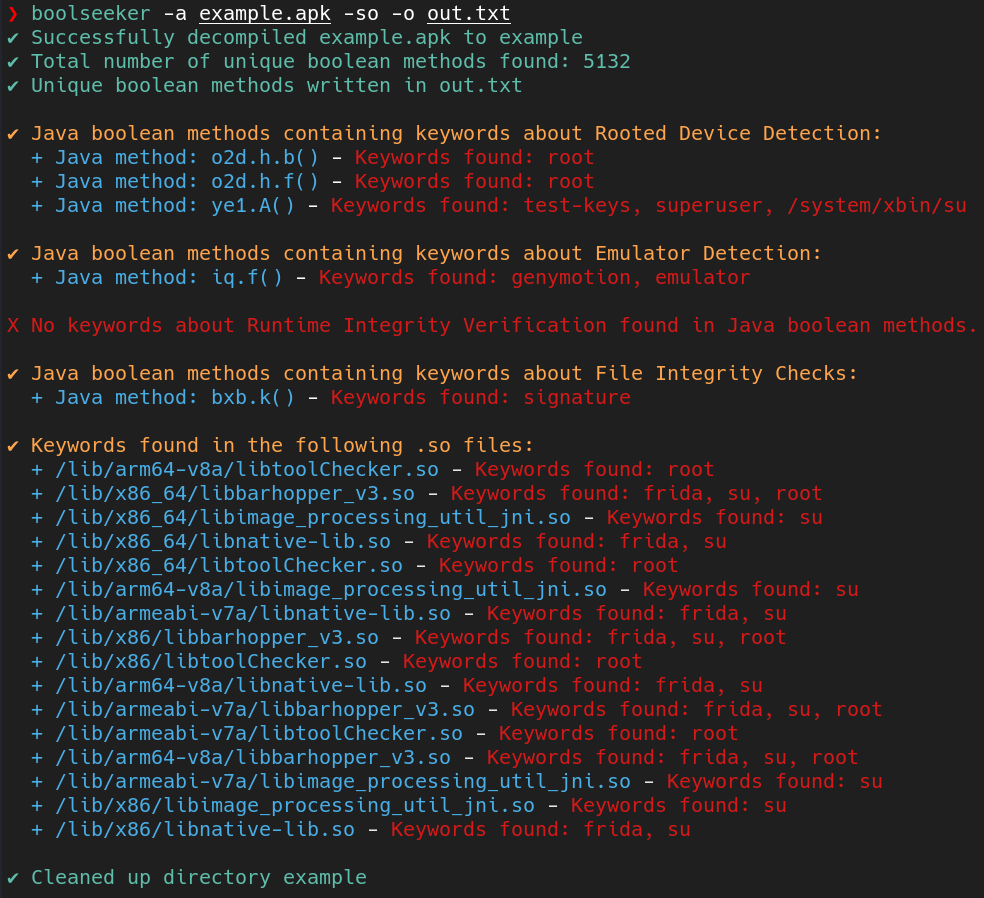 ❯ boolseeker -a example.apk -so -o out.txt
✔ Successfully decompiled example.apk to example
✔ Total number of unique boolean methods found: 5132
✔ Unique boolean methods written in out.txt

✔ Java boolean methods containing keywords about Rooted Device Detection:
  + Java method: o2d.h.b() – Keywords found: root
  + Java method: o2d.h.f() – Keywords found: root
  + Java method: ye1.A() – Keywords found: test-keys, superuser, /system/xbin/su

✔ Java boolean methods containing keywords about Emulator Detection:
  + Java method: iq.f() – Keywords found: genymotion, emulator

X No keywords about Runtime Integrity Verification found in Java boolean methods.

✔ Java boolean methods containing keywords about File Integrity Checks:
  + Java method: bxb.k() – Keywords found: signature

✔ Keywords found in the following .so files:
  + /lib/arm64-v8a/libtoolChecker.so – Keywords found: root
  + /lib/x86_64/libbarhopper_v3.so – Keywords found: frida, su, root
  + /lib/x86_64/libimage_processing_util_jni.so – Keywords found: su
  + /lib/x86_64/libnative-lib.so – Keywords found: frida, su
  + /lib/x86_64/libtoolChecker.so – Keywords found: root
  + /lib/arm64-v8a/libimage_processing_util_jni.so – Keywords found: su
  + /lib/armeabi-v7a/libnative-lib.so – Keywords found: frida, su
  + /lib/x86/libbarhopper_v3.so – Keywords found: frida, su, root
  + /lib/x86/libtoolChecker.so – Keywords found: root
  + /lib/arm64-v8a/libnative-lib.so – Keywords found: frida, su
  + /lib/armeabi-v7a/libbarhopper_v3.so – Keywords found: frida, su, root
  + /lib/armeabi-v7a/libtoolChecker.so – Keywords found: root
  + /lib/arm64-v8a/libbarhopper_v3.so – Keywords found: frida, su, root
  + /lib/armeabi-v7a/libimage_processing_util_jni.so – Keywords found: su
  + /lib/x86/libimage_processing_util_jni.so – Keywords found: su
  + /lib/x86/libnative-lib.so – Keywords found: frida, su

✔ Cleaned up directory example